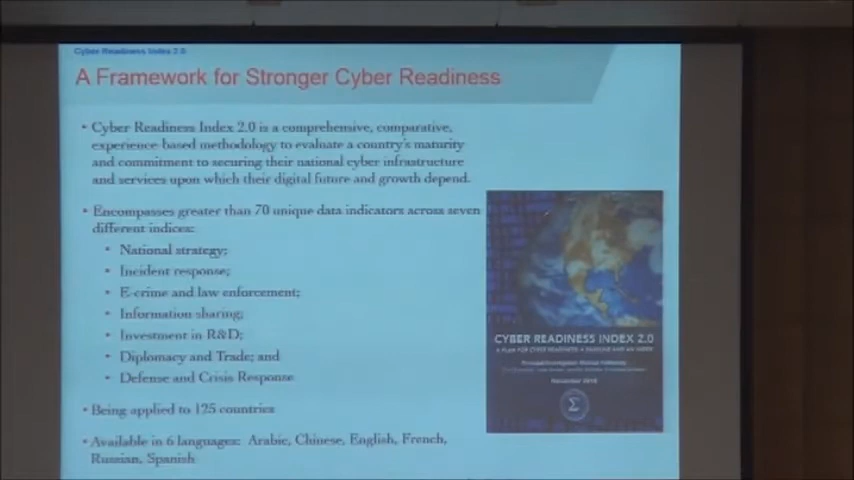 Cyber Readiness Index 2.0
A Framework for Stronger Cyber Readiness
• Cyber Readiness Index 2.0 is a comprehensive, comparative,
experience-based methodology to evaluate a country's maturity
and commitment to securing their national cyber infrastructure
and services upon which their digital future and growth depend.
• Encompasses greater than 70 unique data indicators across seven
different indices:
• National strategy;
• Incident response;
• E-crime and law enforcement;
• Information sharing;
• Investment in R&D;
• Diplomacy and Trade; and
• Defense and Crisis Response
• Being applied to 125 countries
• Available in 6 languages: Arabic, Chinese, English, French,
Russian, Spanish
CYBER READINESS INDEX 2.0
A PLAN FOR CYBER READINESS: A BASELINE AND AN INDEX
Principal Investigator: Melissa Hathaway
November 2015
Σ